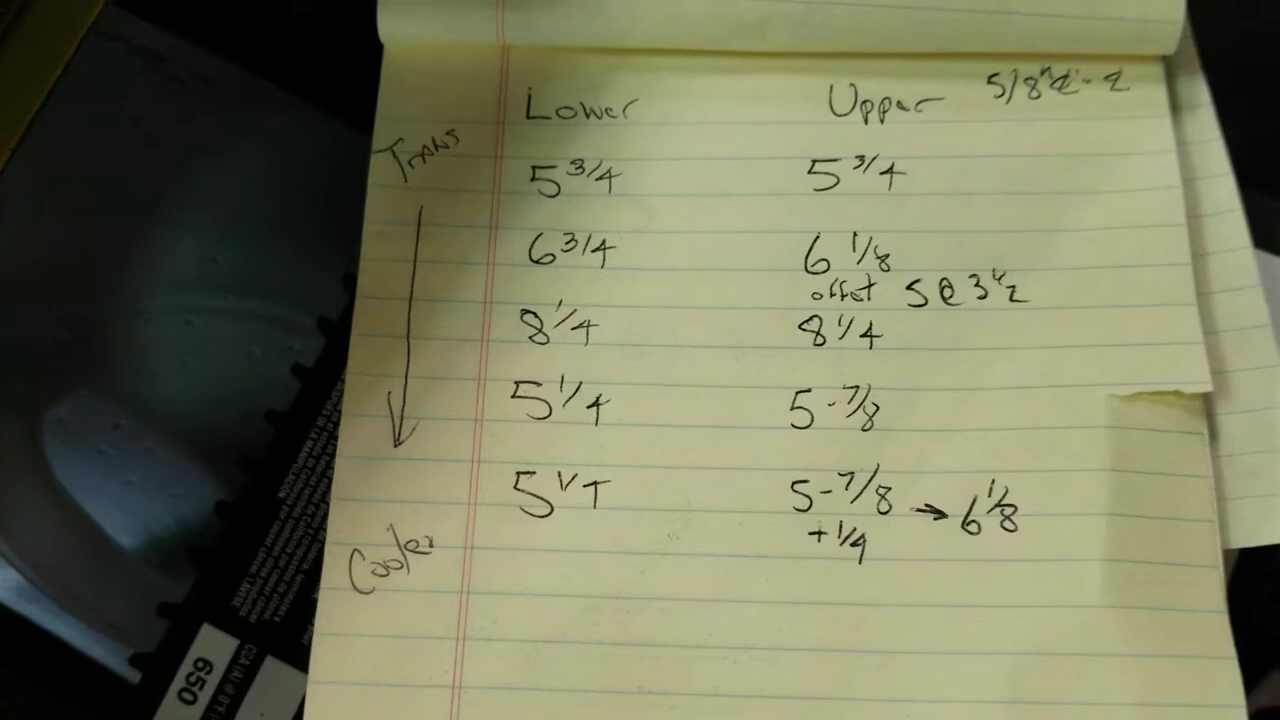 Lower Upper 5/8"
TRANS
5 3/4 5 3/4
6 3/4 6 1/8
offset 5 @ 3 1/2
8 1/4 8 1/4
5 1/4 5-7/8
5 1/4 5-7/8 → 6 1/8
+ 1/4
Cooler
650
CCA (A) @ 0°F